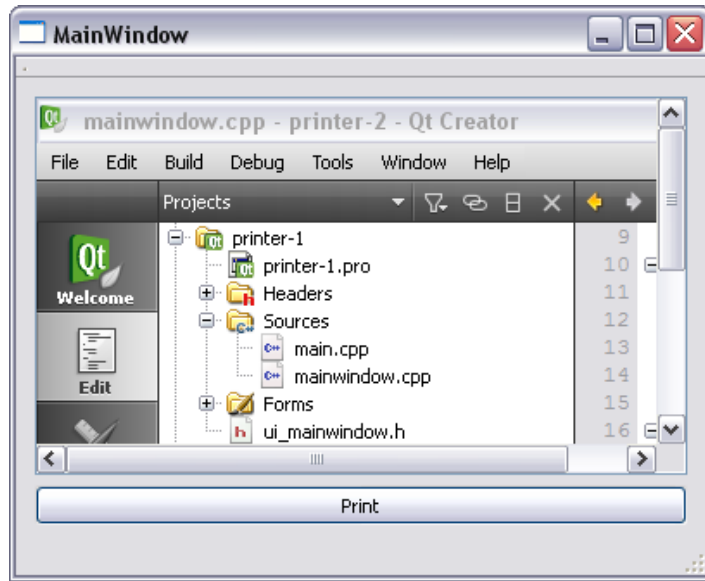 MainWindow
mainwindow.cpp - printer-2 - Qt Creator
File Edit Build Debug Tools Window Help
Projects
Qt
Welcome
Edit
printer-1
printer-1.pro
Headers
Sources
main.cpp
mainwindow.cpp
Forms
ui_mainwindow.h
9
10
11
12
13
14
15
16
Print